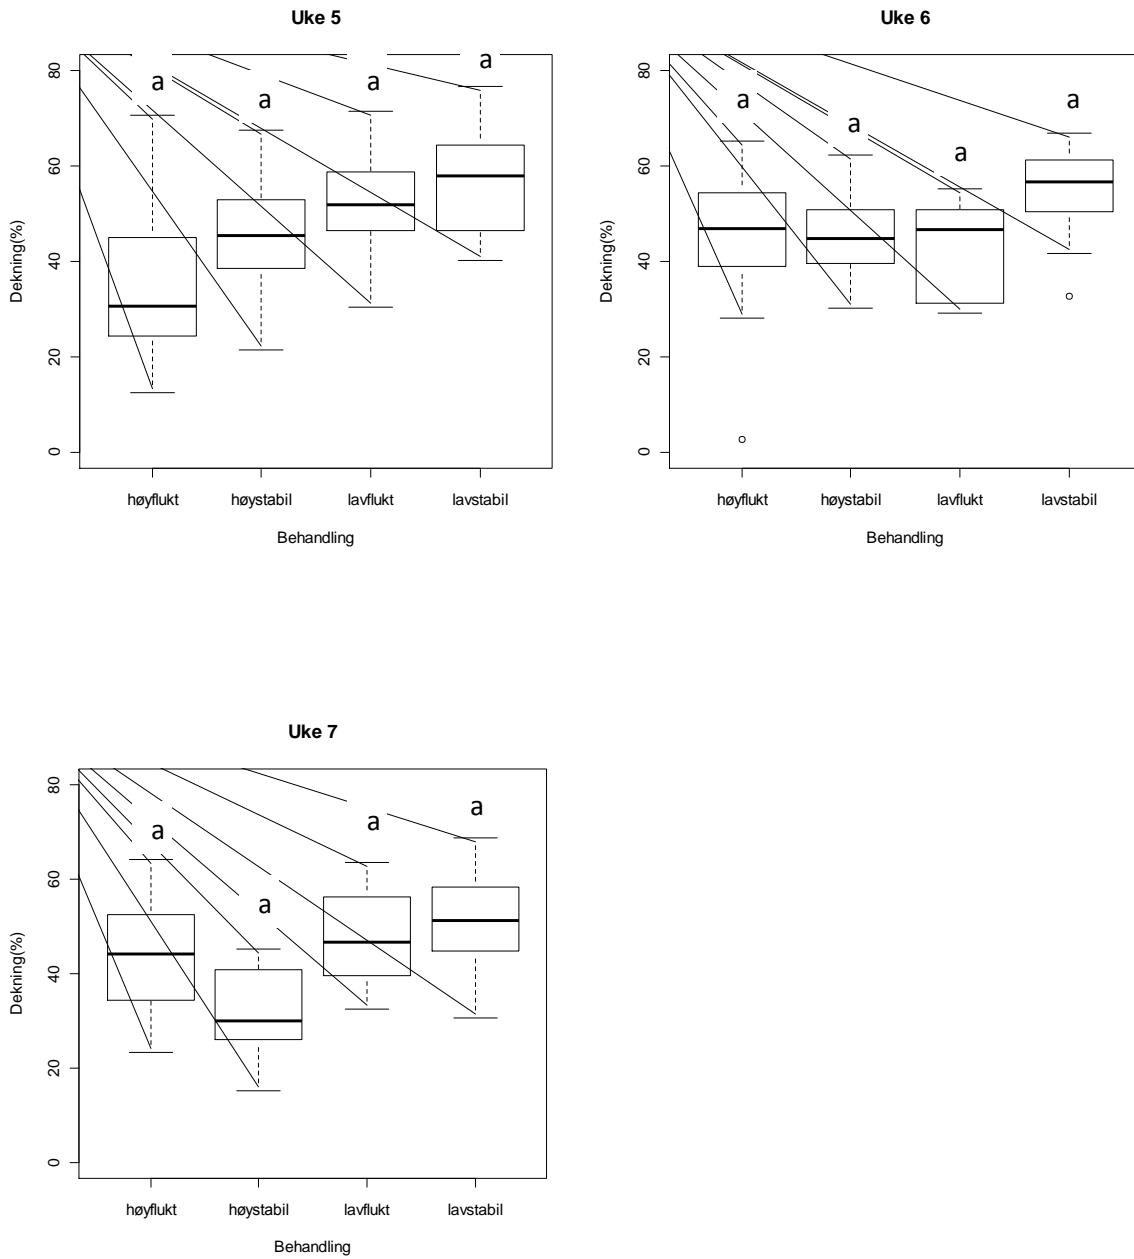 Uke 5
80
60
40
20
0
Dekning(%)
a a a a
høyflukt høystabil lavflukt lavstabil
Behandling
Uke 6
80
60
40
20
0
Dekning(%)
a a a a
høyflukt høystabil lavflukt lavstabil
Behandling
Uke 7
80
60
40
20
0
Dekning(%)
a a a a
høyflukt høystabil lavflukt lavstabil
Behandling